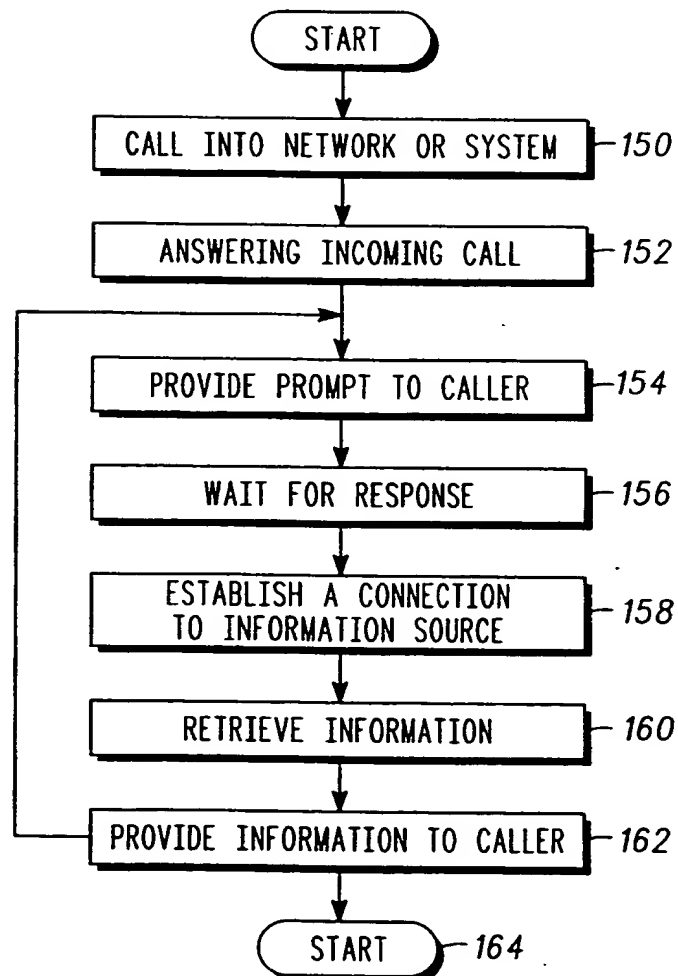 START
CALL INTO NETWORK OR SYSTEM 150
ANSWERING INCOMING CALL 152
PROVIDE PROMPT TO CALLER 154
WAIT FOR RESPONSE 156
ESTABLISH A CONNECTION
TO INFORMATION SOURCE 158
RETRIEVE INFORMATION 160
PROVIDE INFORMATION TO CALLER 162
START 164